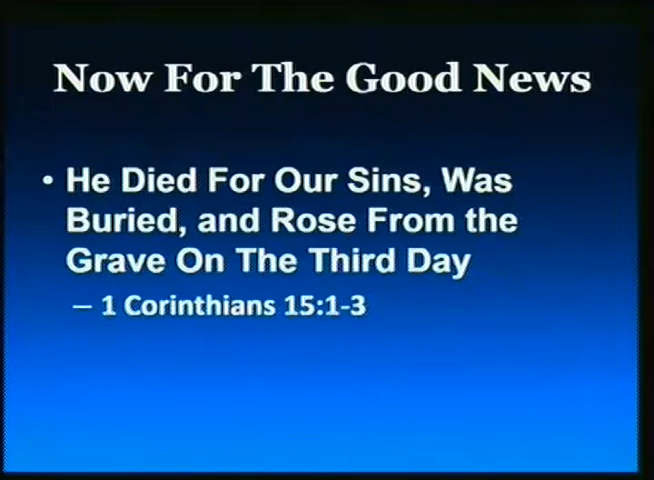 Now For The Good News
• He Died For Our Sins, Was
Buried, and Rose From the
Grave On The Third Day
– 1 Corinthians 15:1-3